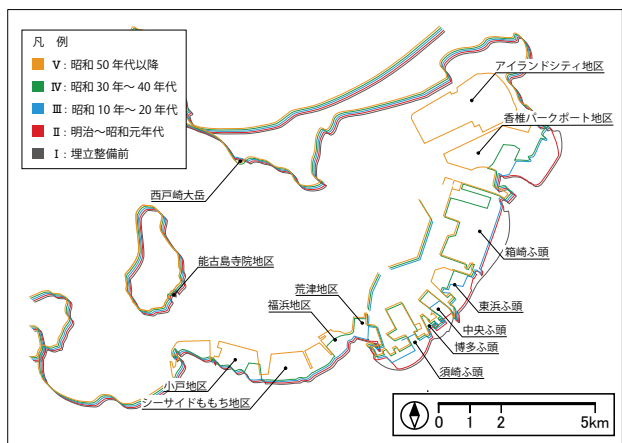 凡 例
Ⅴ：昭和 50 年代以降
Ⅳ：昭和 30 年～ 40 年代
Ⅲ：昭和 10 年～ 20 年代
Ⅱ：明治～昭和元年代
Ⅰ：埋立整備前
アイランドシティ地区
香椎パークポート地区
西戸崎大岳
箱崎ふ頭
能古島寺院地区
荒津地区
福浜地区
東浜ふ頭
中央ふ頭
博多ふ頭
須崎ふ頭
小戸地区
シーサイドももち地区
0 1 2 5km